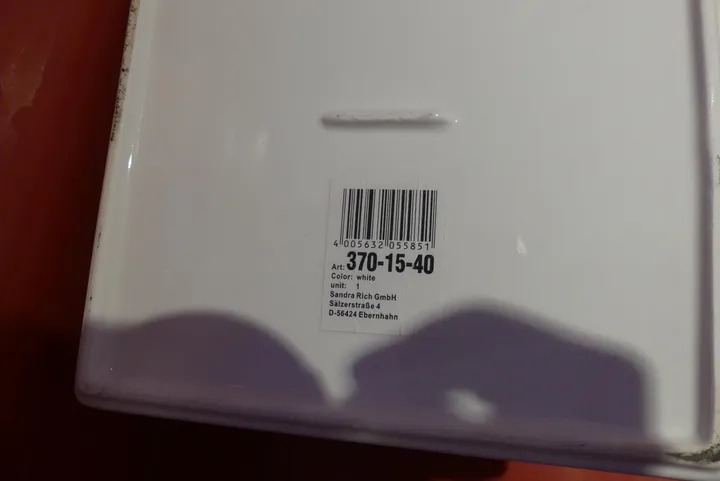 4 005632 055851
Art: 370-15-40
Color: white
unit: 1
Sandra Rich GmbH
Sälzerstraße 4
D-56424 Ebernhahn